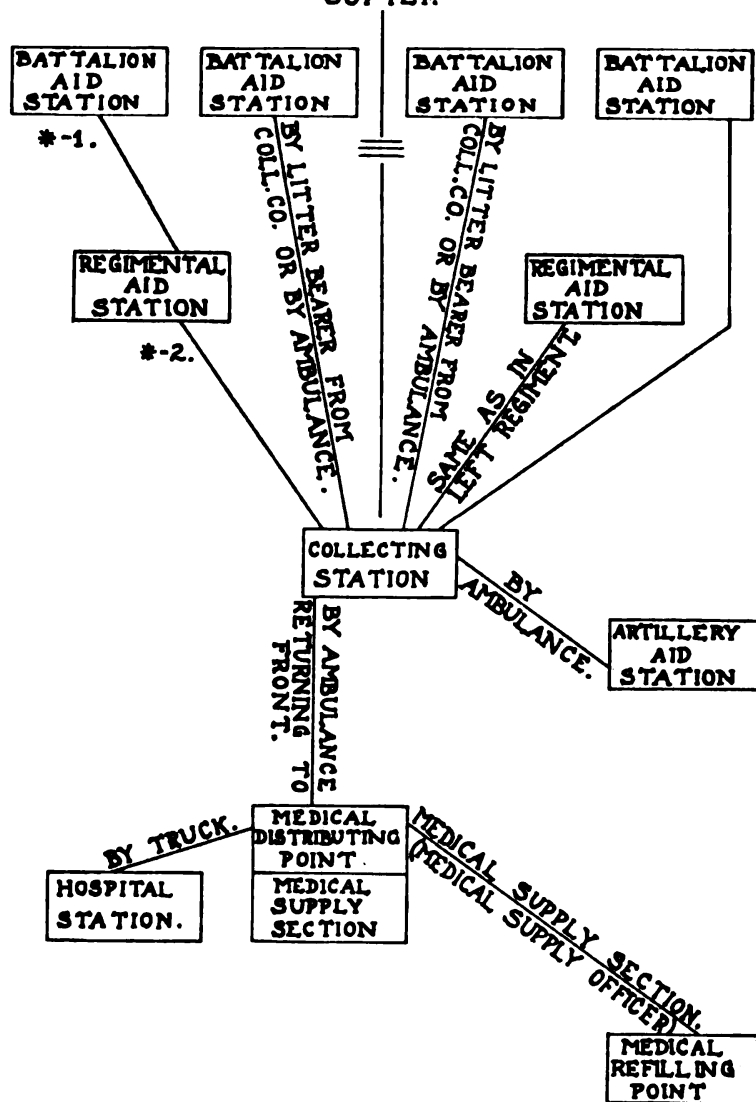 BATTALION
AID
STATION
BATTALION
AID
STATION
BATTALION
AID
STATION
BATTALION
AID
STATION
*-1.
BY LITTER BEARER FROM
COLL.CO. OR BY AMBULANCE.
BY LITTER BEARER FROM
COLL.CO. OR BY AMBULANCE.
REGIMENTAL
AID
STATION
REGIMENTAL
AID
STATION
*-2.
SAME AS IN
LEFT REGIMENT
COLLECTING
STATION
BY
AMBULANCE.
ARTILLERY
AID
STATION
BY AMBULANCE
RETURNING TO
FRONT.
BY TRUCK.
MEDICAL
DISTRIBUTING
POINT
MEDICAL
SUPPLY
SECTION
HOSPITAL
STATION.
MEDICAL SUPPLY SECTION.
(MEDICAL SUPPLY OFFICER)
MEDICAL
REFILLING
POINT